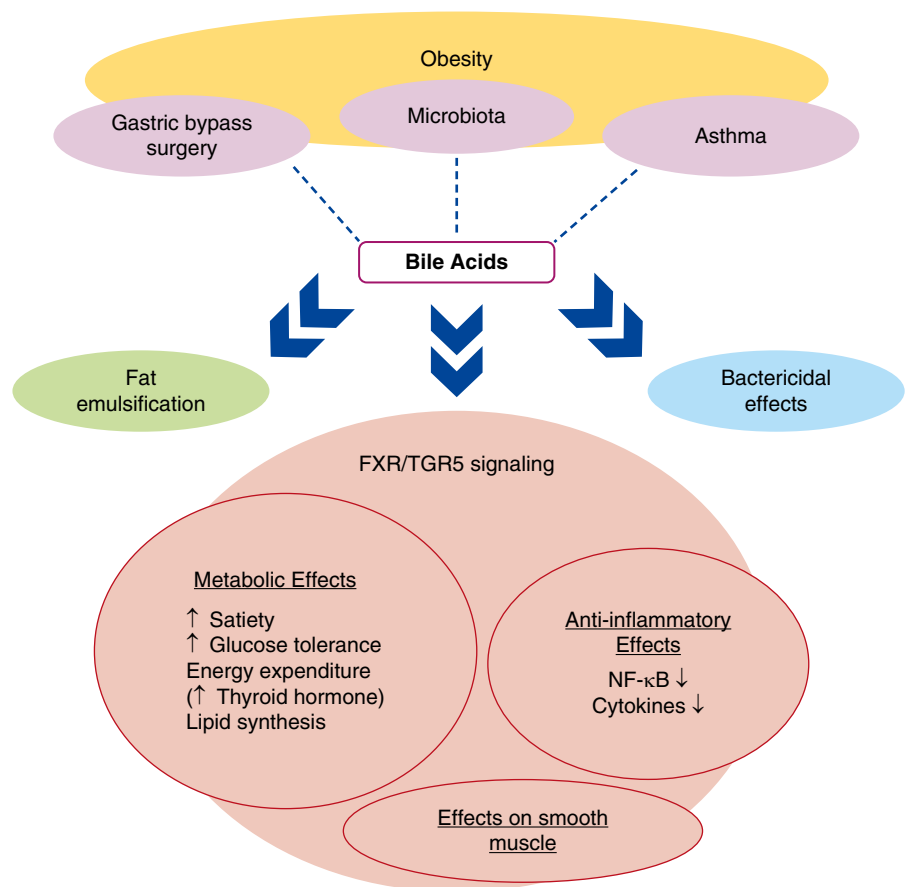 Obesity
Gastric bypass
surgery
Microbiota
Asthma
Bile Acids
Fat
emulsification
Bactericidal
effects
FXR/TGR5 signaling
Metabolic Effects
↑ Satiety
↑ Glucose tolerance
Energy expenditure
(↑ Thyroid hormone)
Lipid synthesis
Anti-inflammatory
Effects
NF-κB ↓
Cytokines ↓
Effects on smooth
muscle